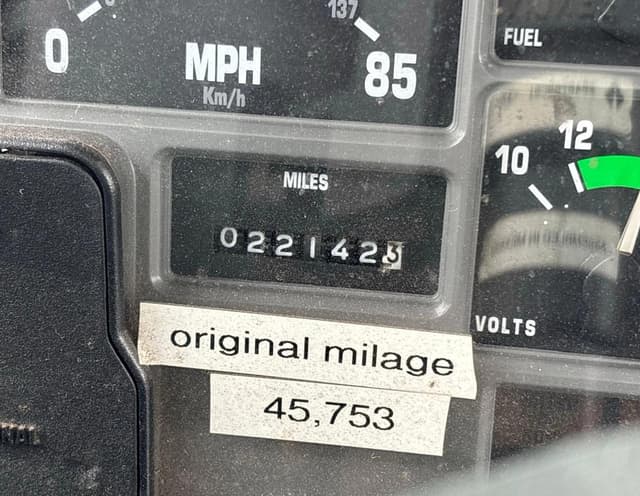 137
0
MPH
85
Km/h
FUEL
MILES
10
12
022142
VOLTS
original milage
45,753